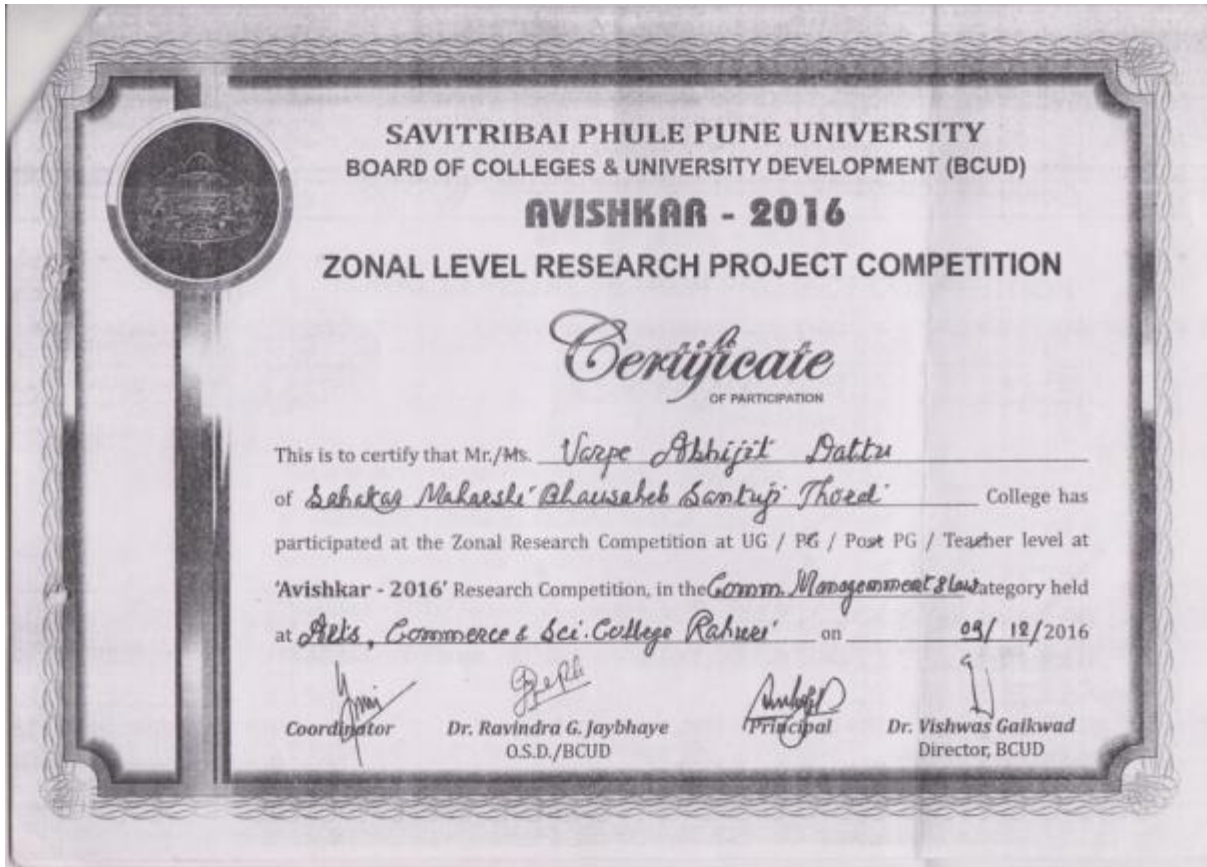 SAVITRIBAI PHULE PUNE UNIVERSITY
BOARD OF COLLEGES & UNIVERSITY DEVELOPMENT (BCUD)
AVISHKAR - 2016
ZONAL LEVEL RESEARCH PROJECT COMPETITION
Certificate
OF PARTICIPATION
This is to certify that Mr./Ms. Varpe Abhijit Dattu
of Sahakar Maharshi Bhausaheb Santuji Thorat College has
participated at the Zonal Research Competition at UG / PG / Post PG / Teacher level at
'Avishkar - 2016' Research Competition, in the Comm. Management & Law category held
at Arts, Commerce & Sci. College Rahuri on 09/12/2016
Coordinator Dr. Ravindra G. Jaybhaye Principal Dr. Vishwas Gaikwad
O.S.D./BCUD Director, BCUD